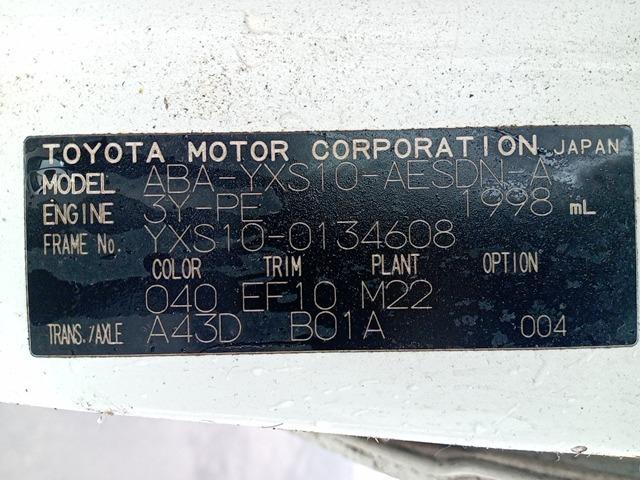 TOYOTA MOTOR CORPORATION JAPAN
MODEL ABA-YXS10-AESDN-A
ENGINE 3Y-PE 1998 mL
FRAME No. YXS10-0134608
COLOR TRIM PLANT OPTION
040 EF10 M22
TRANS./AXLE A43D B01A 004